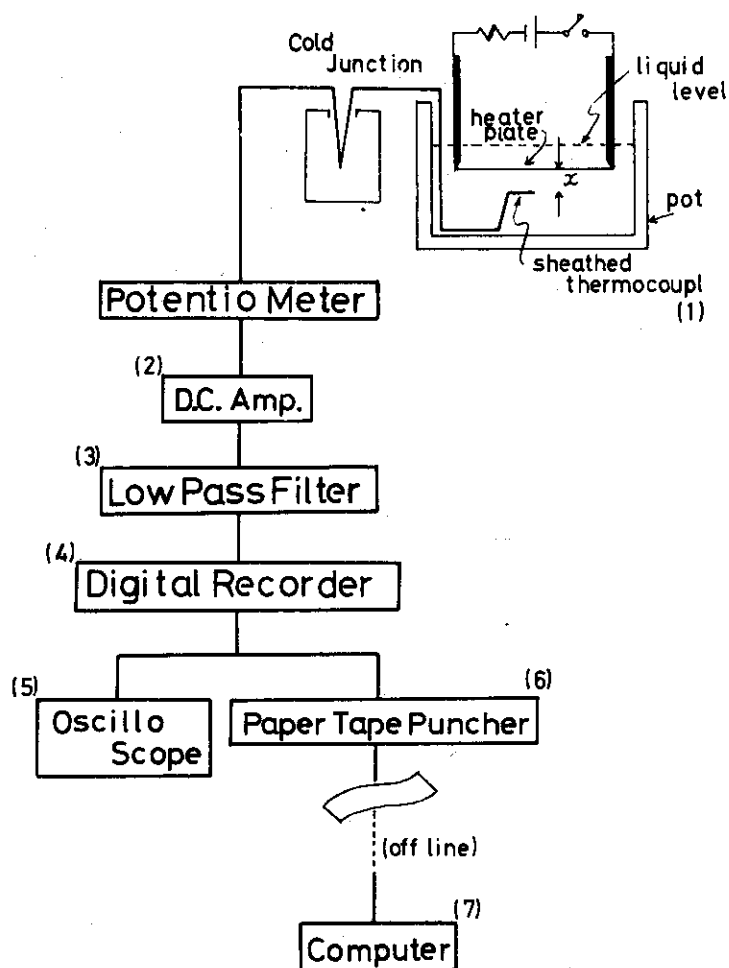 Cold
Junction
liquid
level
heater
plate
x
pot
sheathed
thermocoupl
(1)
Potentio Meter
(2)
D.C. Amp.
(3)
Low Pass Filter
(4)
Digital Recorder
(5)
Oscillo
Scope
(6)
Paper Tape Puncher
(off line)
(7)
Computer